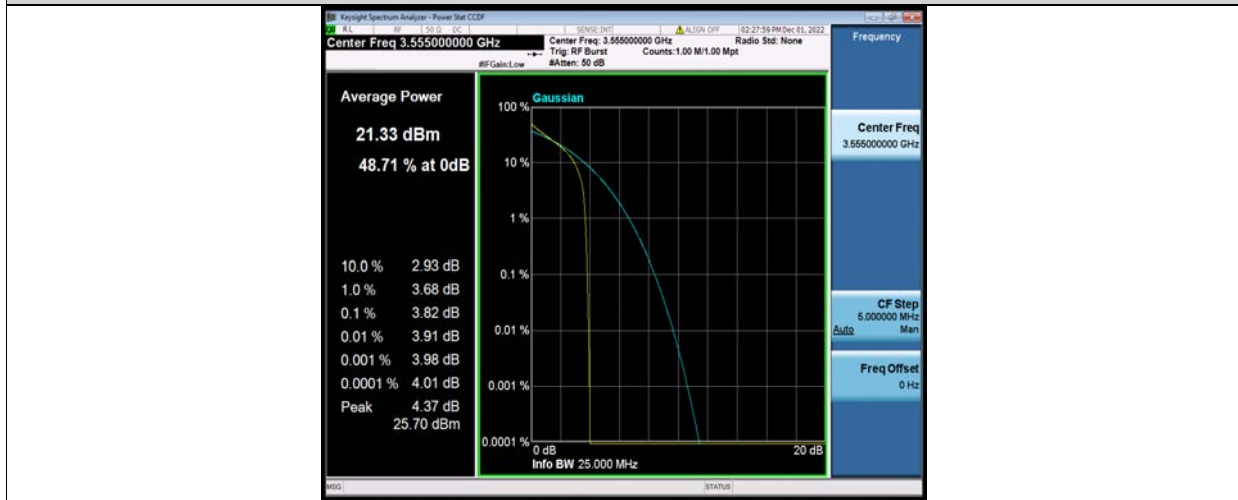 Keysight Spectrum Analyzer - Power Stat CCDF
RL RF 50 Ω DC SENSE:INT ALIGN OFF 02:27:59 PM Dec 01, 2022
Center Freq 3.555000000 GHz
Center Freq: 3.555000000 GHz Radio Std: None
Trig: RF Burst Counts:1.00 M/1.00 Mpt
#IFGain:Low #Atten: 50 dB
Frequency
Average Power
21.33 dBm
48.71 % at 0dB
10.0 % 2.93 dB
1.0 % 3.68 dB
0.1 % 3.82 dB
0.01 % 3.91 dB
0.001 % 3.98 dB
0.0001 % 4.01 dB
Peak 4.37 dB
25.70 dBm
Gaussian
100 %
10 %
1 %
0.1 %
0.01 %
0.001 %
0.0001 %
0 dB 20 dB
Info BW 25.000 MHz
Center Freq
3.555000000 GHz
CF Step
5.000000 MHz
Auto Man
Freq Offset
0 Hz
MSG STATUS